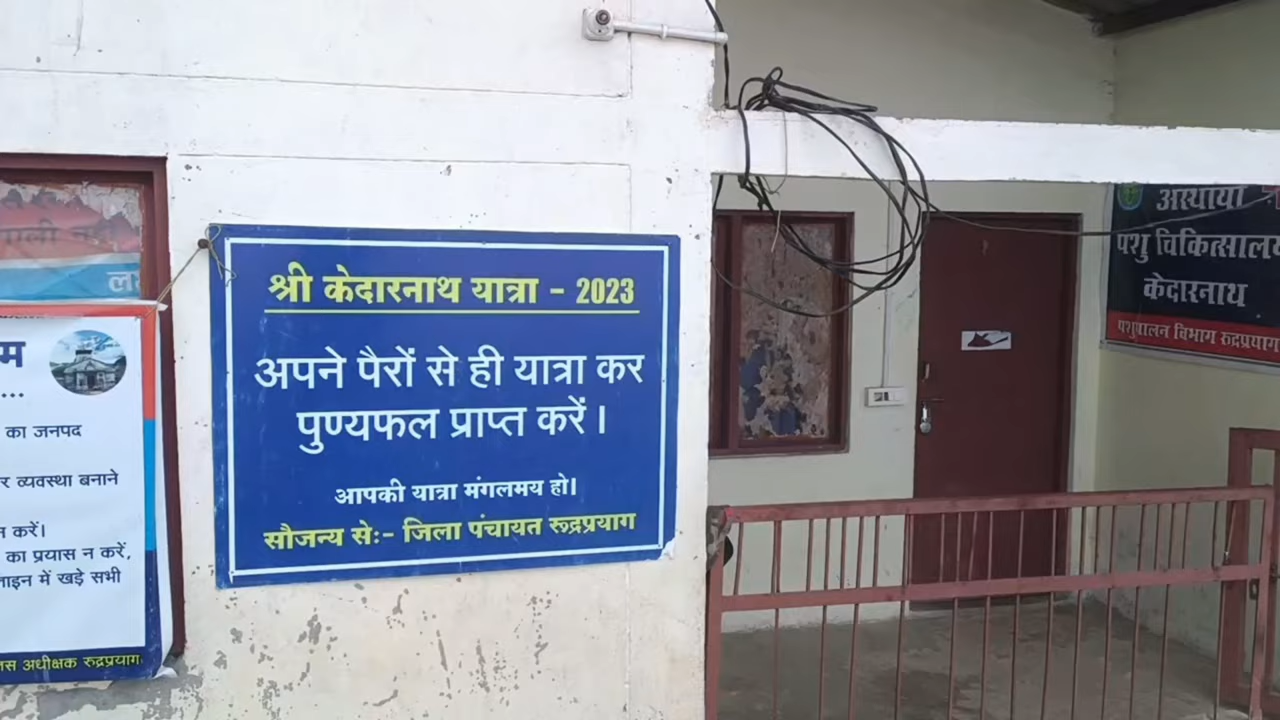 श्री केदारनाथ यात्रा - 2023
अपने पैरों से ही यात्रा कर
पुण्यफल प्राप्त करें।
आपकी यात्रा मंगलमय हो।
सौजन्य सेः- जिला पंचायत रूद्रप्रयाग
...
का जनपद
व्यवस्था बनाने
करें।
का प्रयास न करें,
में खड़े सभी
अधीक्षक रुद्रप्रयाग
अस्थायी
पशु चिकित्सालय
केदारनाथ
पशुपालन विभाग रुद्रप्रयाग